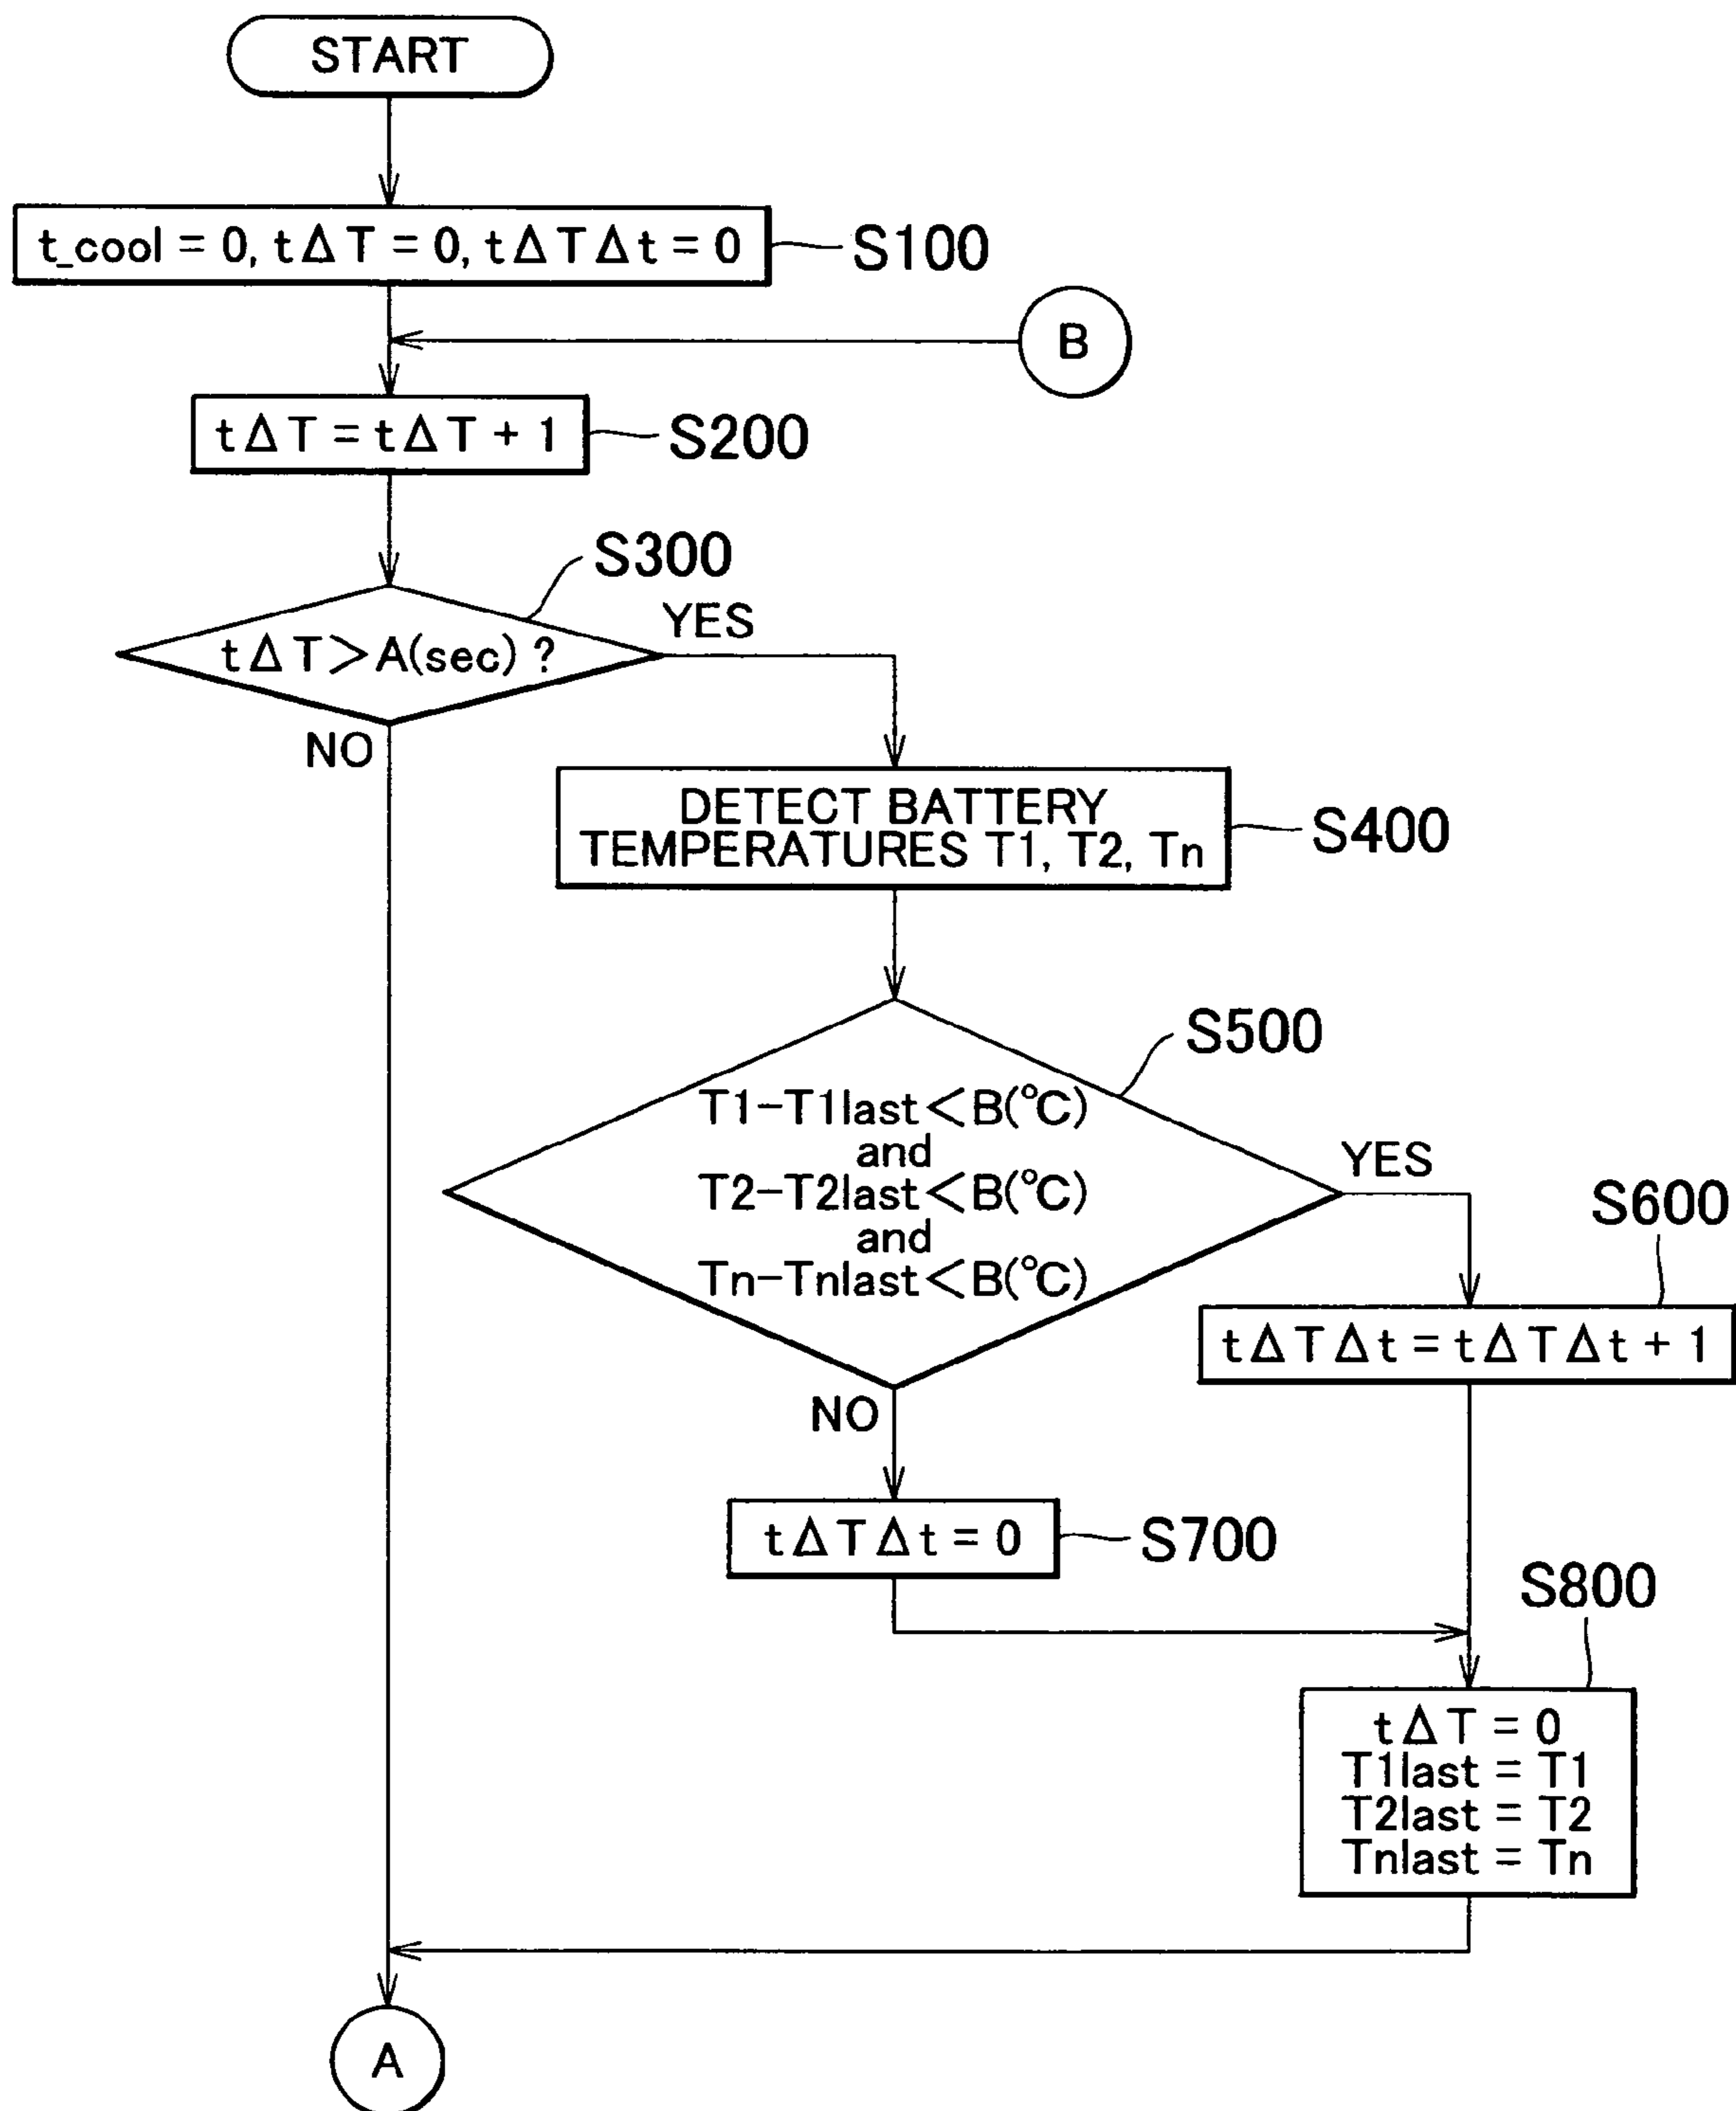 START
t_cool = 0, tΔT = 0, tΔTΔt = 0
S100
B
tΔT = tΔT + 1
S200
S300
tΔT＞A(sec) ?
YES
NO
DETECT BATTERY
TEMPERATURES T1, T2, Tn
S400
S500
T1−T1last＜B(℃)
and
T2−T2last＜B(℃)
and
Tn−Tnlast＜B(℃)
YES
NO
S600
tΔTΔt = tΔTΔt + 1
tΔTΔt = 0
S700
S800
tΔT = 0
T1last = T1
T2last = T2
Tnlast = Tn
A